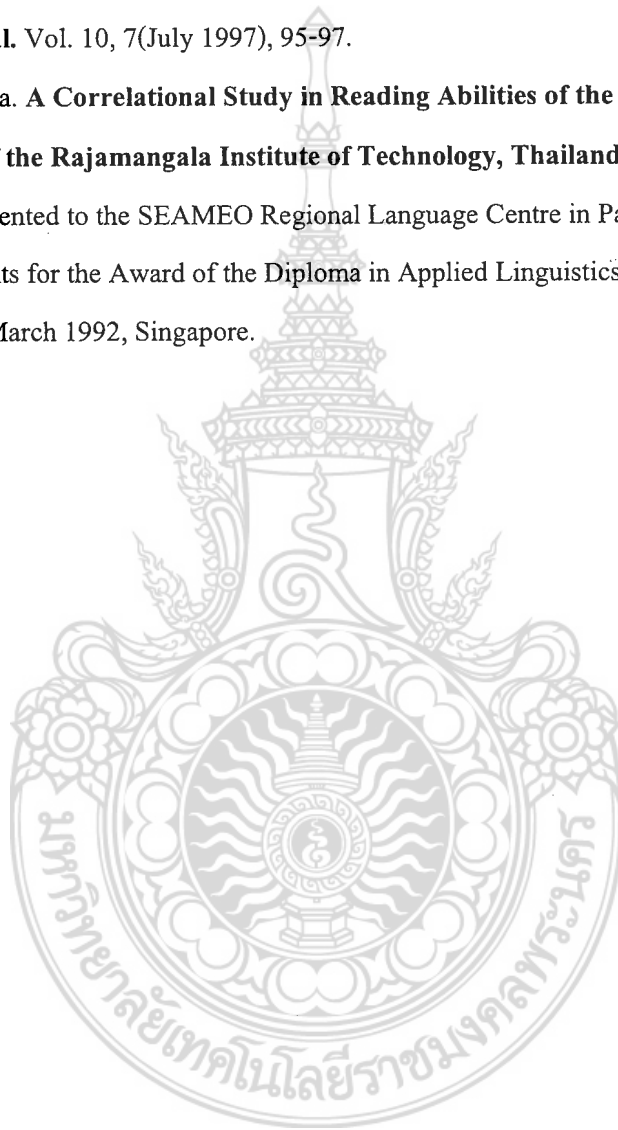 Vol. 10, 7(July 1997), 95-97.
a. A Correlational Study in Reading Abilities of the
the Rajamangala Institute of Technology, Thailand
ented to the SEAMEO Regional Language Centre in Pa
ts for the Award of the Diploma in Applied Linguistics
March 1992, Singapore.
มหาวิทยาลัยเทคโนโลยีราชมงคลพระนคร